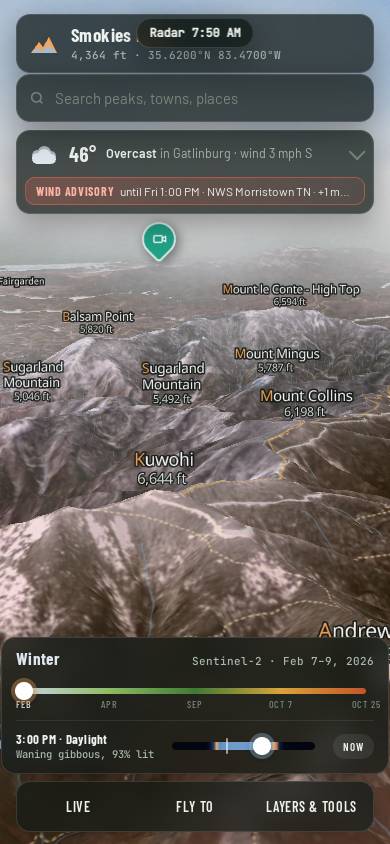 Smokies
Radar 7:50 AM
4,364 ft · 35.6200°N 83.4700°W
Search peaks, towns, places
46° Overcast in Gatlinburg · wind 3 mph S
WIND ADVISORY until Fri 1:00 PM · NWS Morristown TN · +1 m…
Fairgarden
Mount le Conte - High Top
6,594 ft
Balsam Point
5,820 ft
Mount Mingus
5,787 ft
Sugarland
Mountain
5,046 ft
Sugarland
Mountain
5,492 ft
Mount Collins
6,198 ft
Kuwohi
6,644 ft
Andrew
Winter
Sentinel-2 · Feb 7–9, 2026
FEB APR SEP OCT 7 OCT 25
3:00 PM · Daylight
Waning gibbous, 93% lit
NOW
LIVE FLY TO LAYERS & TOOLS